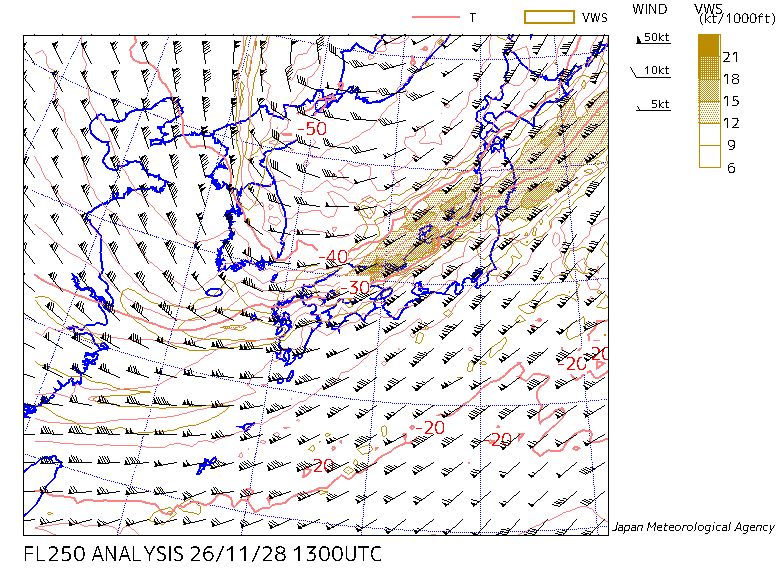 T
VWS
WIND
50kt
10kt
5kt
VWS
(kt/1000ft)
21
18
15
12
9
6
-50
-40
-30
-20
-20
-20
-20
-20
Japan Meteorological Agency
FL250 ANALYSIS 26/11/28 1300UTC